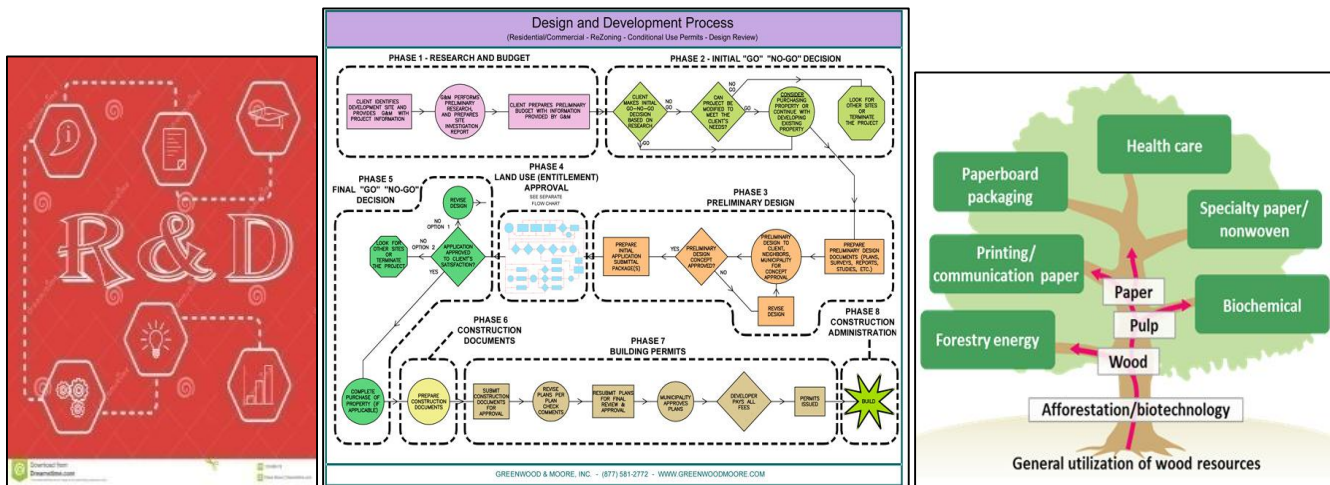 R & D
Download from
Dreamstime.com
Design and Development Process
(Residential/Commercial - ReZoning - Conditional Use Permits - Design Review)
PHASE 1 - RESEARCH AND BUDGET
CLIENT IDENTIFIES
DEVELOPMENT SITE AND
PROVIDES G&M WITH
PROJECT INFORMATION
G&M PERFORMS
PRELIMINARY
RESEARCH,
AND PREPARES
SITE
INVESTIGATION
REPORT
CLIENT PREPARES PRELIMINARY
BUDGET WITH INFORMATION
PROVIDED BY G&M
PHASE 2 - INITIAL "GO" "NO-GO" DECISION
CLIENT
MAKES INITIAL
GO-NO-GO
DECISION
BASED ON
RESEARCH
NO
GO
GO
CAN
PROJECT BE
MODIFIED TO
MEET THE
CLIENT'S
NEEDS?
NO
GO
GO
CONSIDER
PURCHASING
PROPERTY OR
CONTINUE WITH
DEVELOPING
EXISTING
PROPERTY
LOOK FOR
OTHER SITES
OR
TERMINATE
THE PROJECT
PHASE 3
PRELIMINARY DESIGN
PREPARE
PRELIMINARY DESIGN
DOCUMENTS (PLANS,
SURVEYS, REPORTS,
STUDIES, ETC.)
PRELIMINARY
DESIGN TO
CLIENT,
NEIGHBORS,
MUNICIPALITY FOR
CONCEPT
APPROVAL
PRELIMINARY
DESIGN
CONCEPT
APPROVED?
YES
NO
REVISE
DESIGN
PREPARE
INITIAL
APPLICATION
SUBMITTAL
PACKAGE(S)
PHASE 4
LAND USE (ENTITLEMENT)
APPROVAL
SEE SEPARATE
FLOW CHART
PHASE 5
FINAL "GO" "NO-GO"
DECISION
REVISE
DESIGN
NO
OPTION 1
APPLICATION
APPROVED
TO CLIENT'S
SATISFACTION?
NO
OPTION 2
LOOK FOR
OTHER SITES
OR
TERMINATE
THE PROJECT
YES
COMPLETE
PURCHASE OF
PROPERTY (IF
APPLICABLE)
PHASE 6
CONSTRUCTION
DOCUMENTS
PREPARE
CONSTRUCTION
DOCUMENTS
PHASE 7
BUILDING PERMITS
SUBMIT
CONSTRUCTION
DOCUMENTS
FOR
APPROVAL
REVISE
PLANS PER
PLAN
CHECK
COMMENTS
RESUBMIT PLANS
FOR FINAL
REVIEW &
APPROVAL
MUNICIPALITY
APPROVES
PLANS
DEVELOPER
PAYS ALL
FEES
PERMITS
ISSUED
PHASE 8
CONSTRUCTION
ADMINISTRATION
BUILD
GREENWOOD & MOORE, INC. - (877) 581-2772 - WWW.GREENWOODMOORE.COM
Health care
Paperboard
packaging
Specialty paper/
nonwoven
Printing/
communication paper
Paper
Biochemical
Pulp
Forestry energy
Wood
Afforestation/biotechnology
General utilization of wood resources